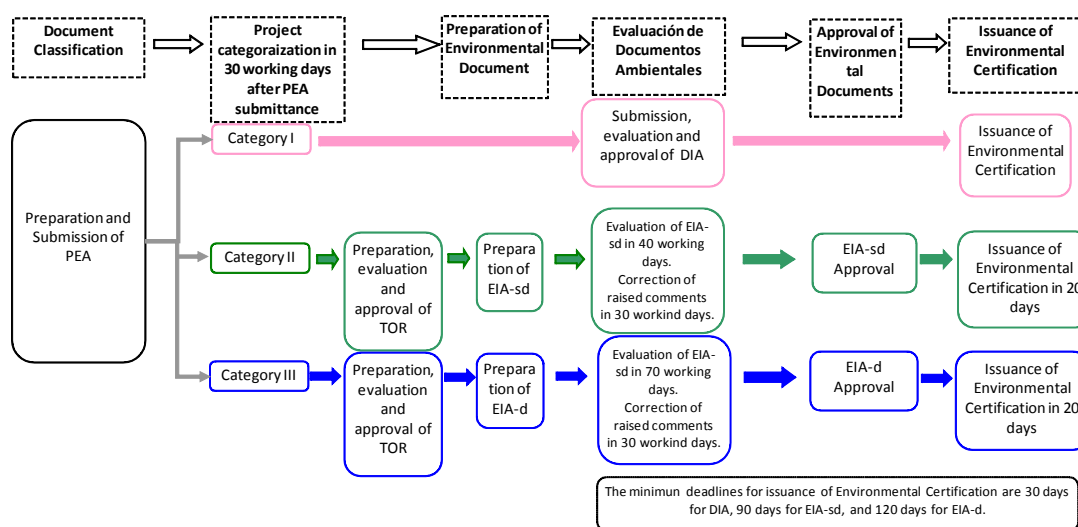 Document
Classification
Project
categoraization in
30 working days
after PEA
submittance
Preparation of
Environmental
Document
Evaluación de
Documentos
Ambientales
Approval of
Environmen
tal
Documents
Issuance of
Environmental
Certification
Preparation and
Submission of
PEA
Category I
Submission,
evaluation and
approval of DIA
Issuance of
Environmental
Certification
Category II
Preparation,
evaluation
and
approval of
TOR
Prepara
tion of
EIA-sd
Evaluation of EIA-
sd in 40 working
days.
Correction of
raised comments
in 30 workind days.
EIA-sd
Approval
Issuance of
Environmental
Certification in 20
days
Category III
Preparation,
evaluation
and
approval of
TOR
Prepara
tion of
EIA-d
Evaluation of EIA-
sd in 70 working
days.
Correction of
raised comments
in 30 workind days.
EIA-d
Approval
Issuance of
Environmental
Certification in 20
days
The minimun deadlines for issuance of Environmental Certification are 30 days
for DIA, 90 days for EIA-sd, and 120 days for EIA-d.